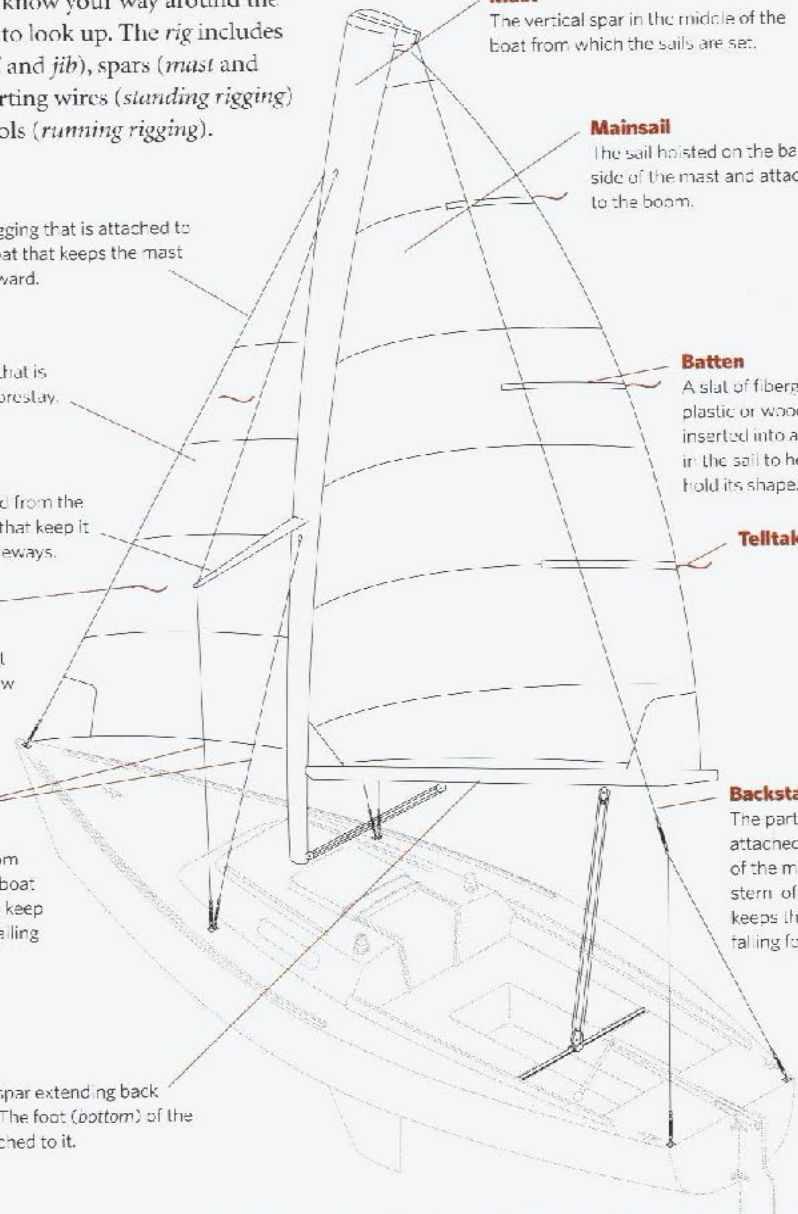 know your way around the
to look up. The rig includes
and jib), spars (mast and
rting wires (standing rigging)
ols (running rigging).
Mast
The vertical spar in the middle of the
boat from which the sails are set.
Mainsail
The sail hoisted on the ba
side of the mast and attac
to the boom.
gging that is attached to
oat that keeps the mast
ward.
that is
orestay.
Batten
A slat of fiberg
plastic or wood
inserted into a
in the sail to he
hold its shape.
d from the
that keep it
eways.
Telltak
t
w
Backsta
The part
attached
of the m
stern of
keeps th
falling fo
om
boat
keep
alling
spar extending back
The foot (bottom) of the
ched to it.